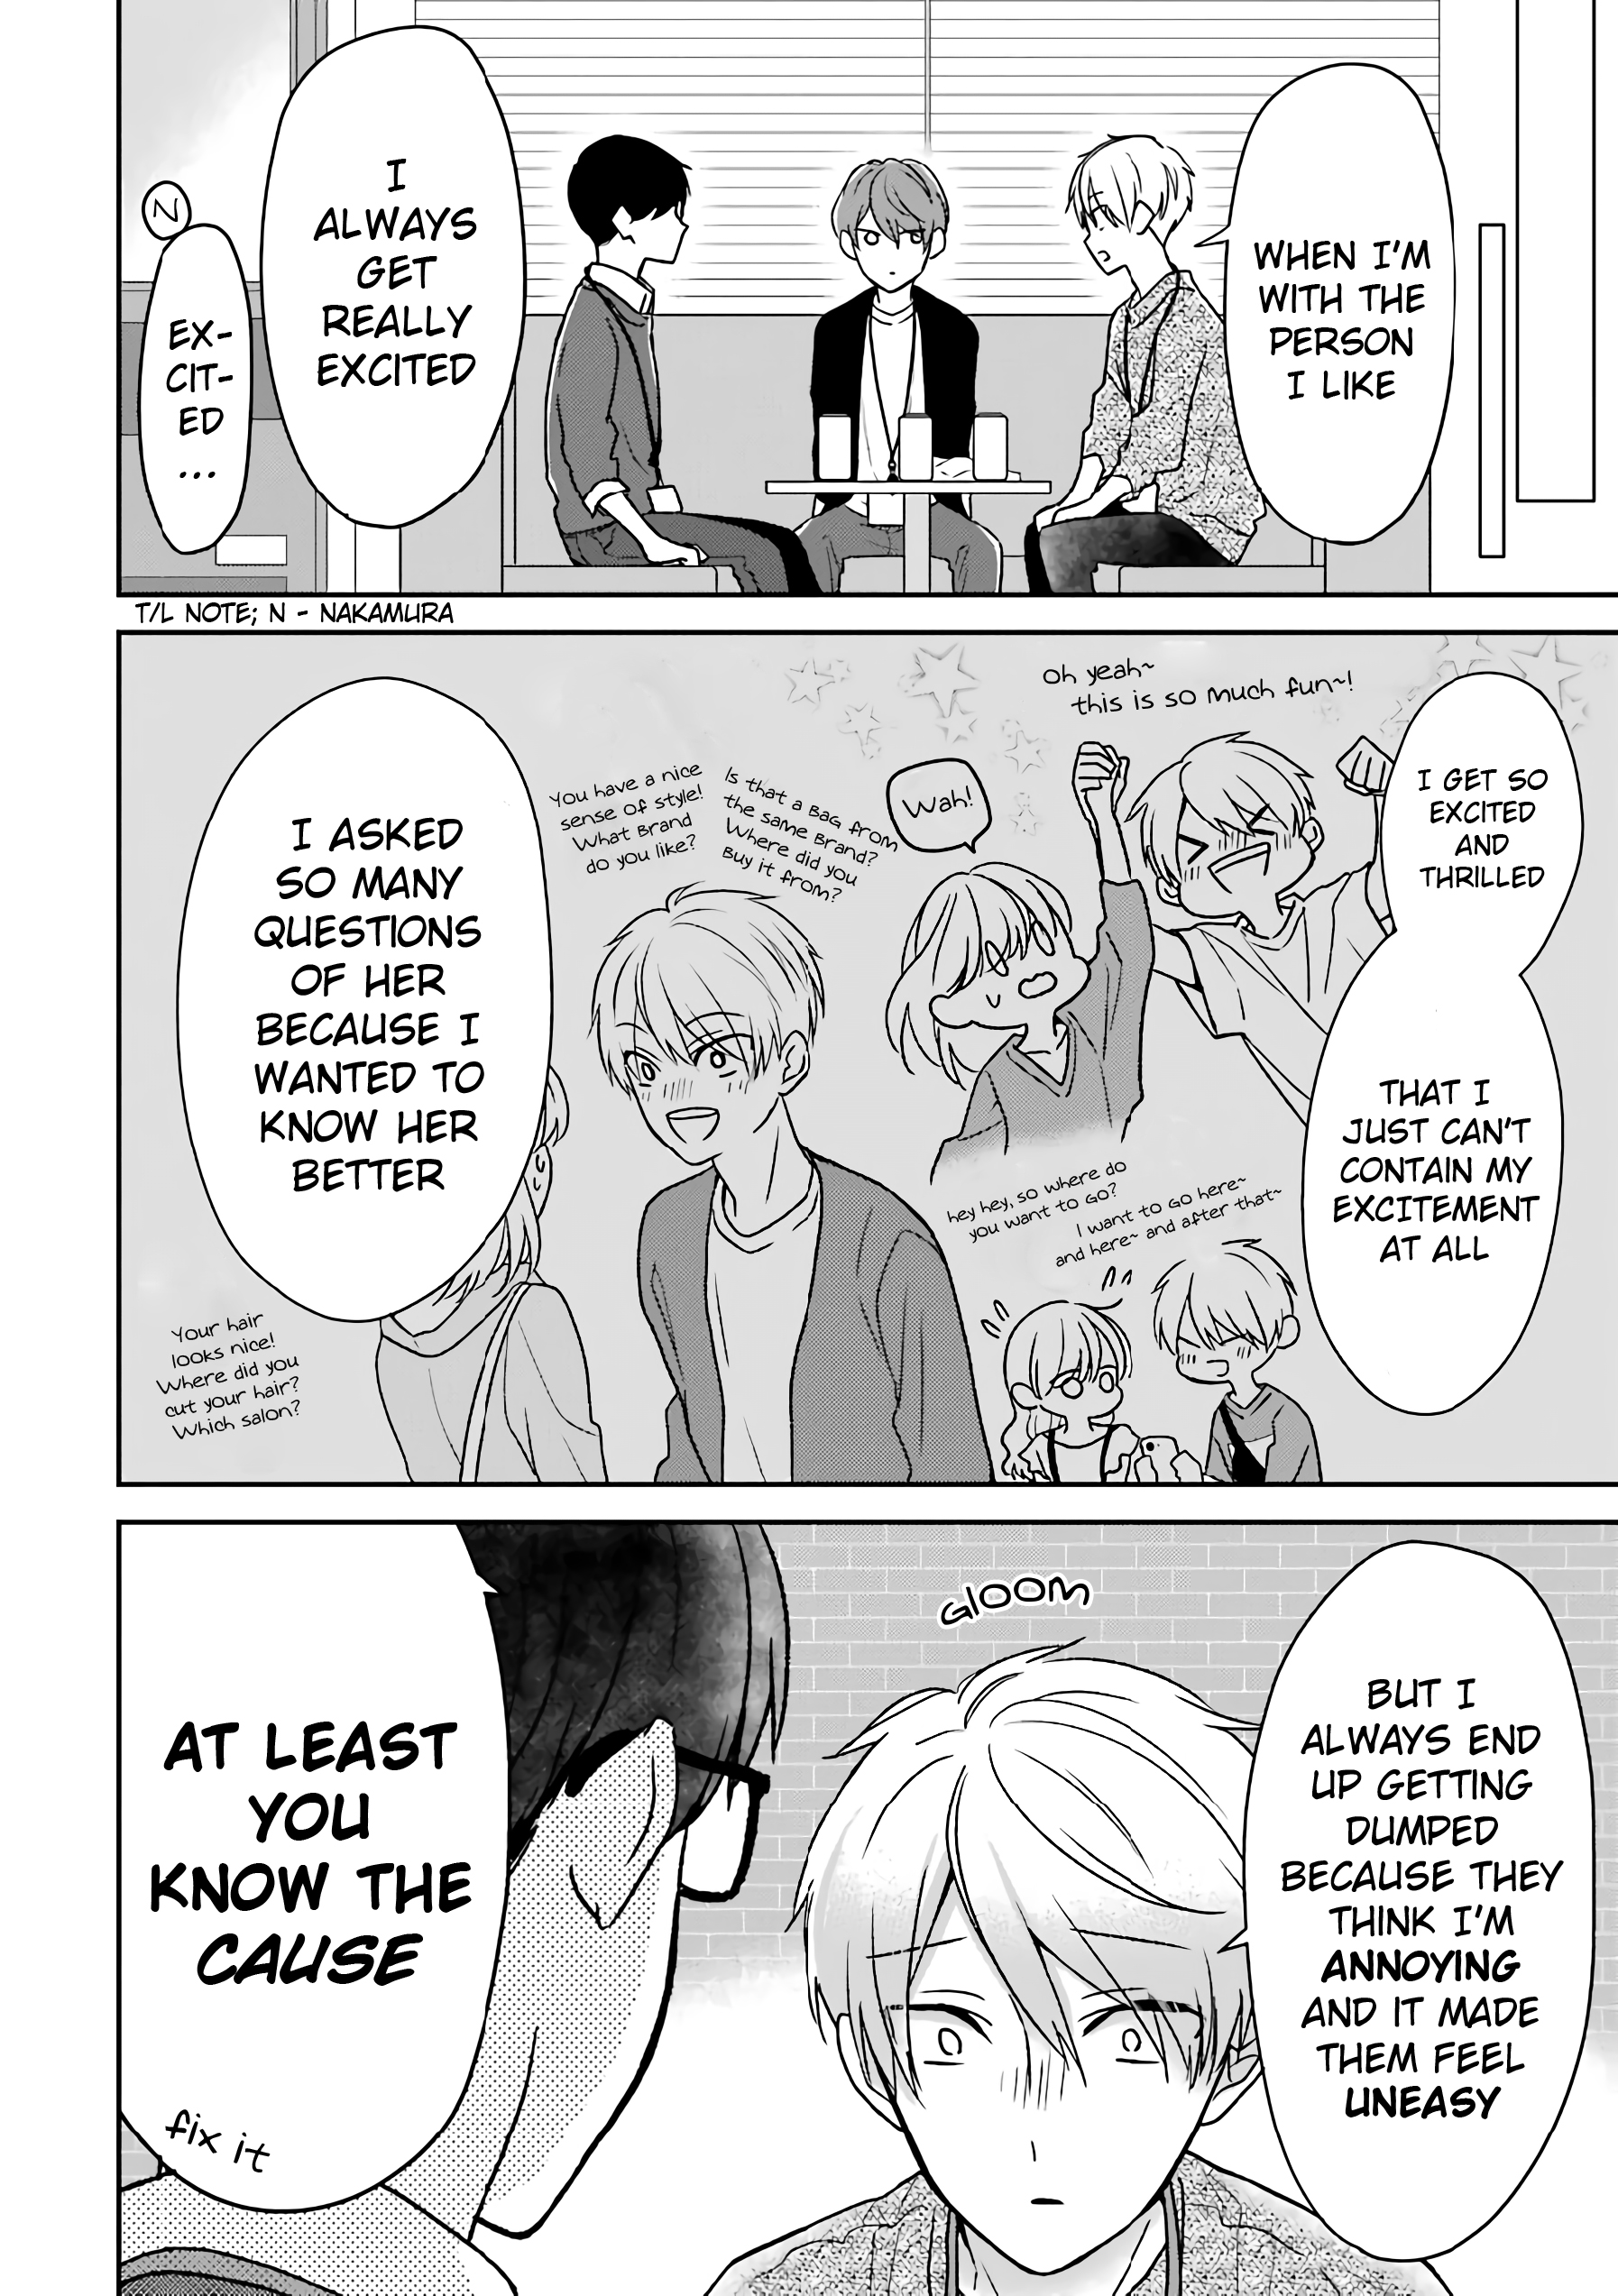 WHEN I'M
WITH THE
PERSON
I LIKE
I
ALWAYS
GET
REALLY
EXCITED
N
EX-
CIT-
ED
...
T/L NOTE; N - NAKAMURA
I GET SO
EXCITED
AND
THRILLED
THAT I
JUST CAN'T
CONTAIN MY
EXCITEMENT
AT ALL
Oh yeah~
this is so much fun~!
Wah!
hey hey, so where do
you want to go?
I want to go here~
and here~ and after that~
Is that a bag from
the same brand?
Where did you
buy it from?
You have a nice
sense of style!
What brand
do you like?
I ASKED
SO MANY
QUESTIONS
OF HER
BECAUSE I
WANTED TO
KNOW HER
BETTER
Your hair
looks nice!
Where did you
cut your hair?
Which salon?
BUT I
ALWAYS END
UP GETTING
DUMPED
BECAUSE THEY
THINK I'M
ANNOYING
AND IT MADE
THEM FEEL
UNEASY
Gloom
AT LEAST
YOU
KNOW THE
CAUSE
fix it